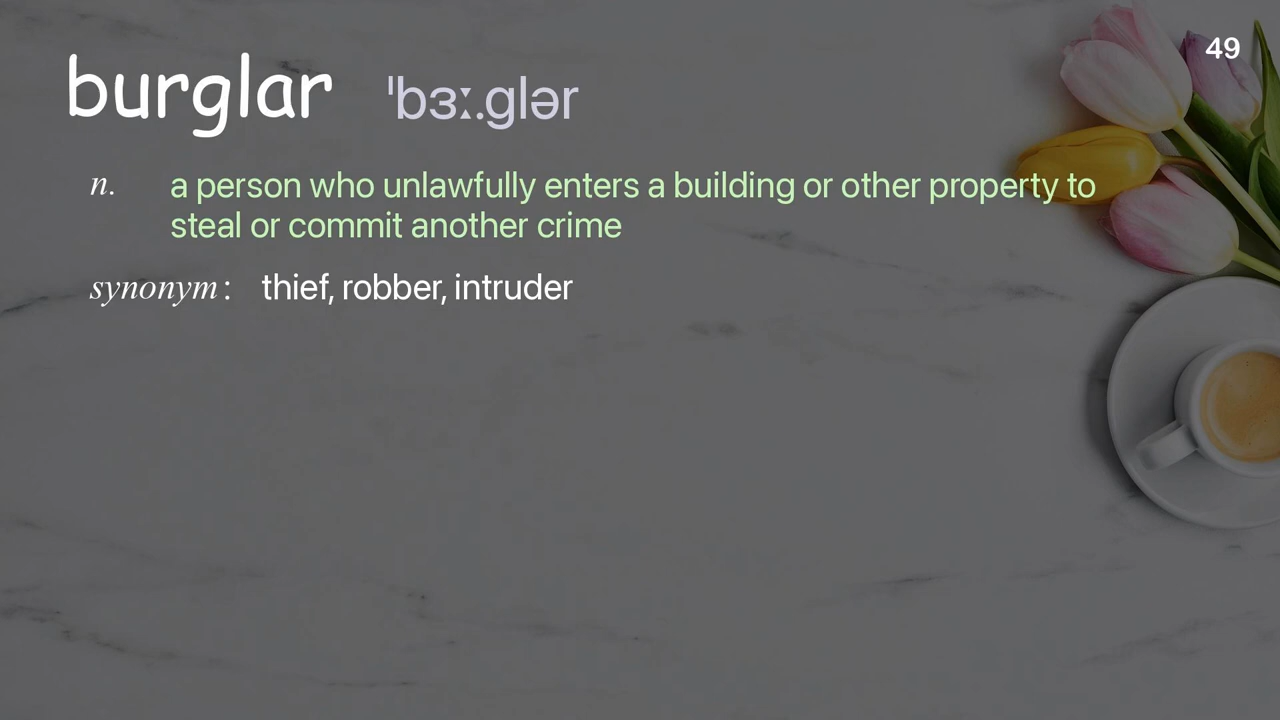 49
burglar ˈbɜː.ɡlər
n. a person who unlawfully enters a building or other property to
steal or commit another crime
synonym: thief, robber, intruder